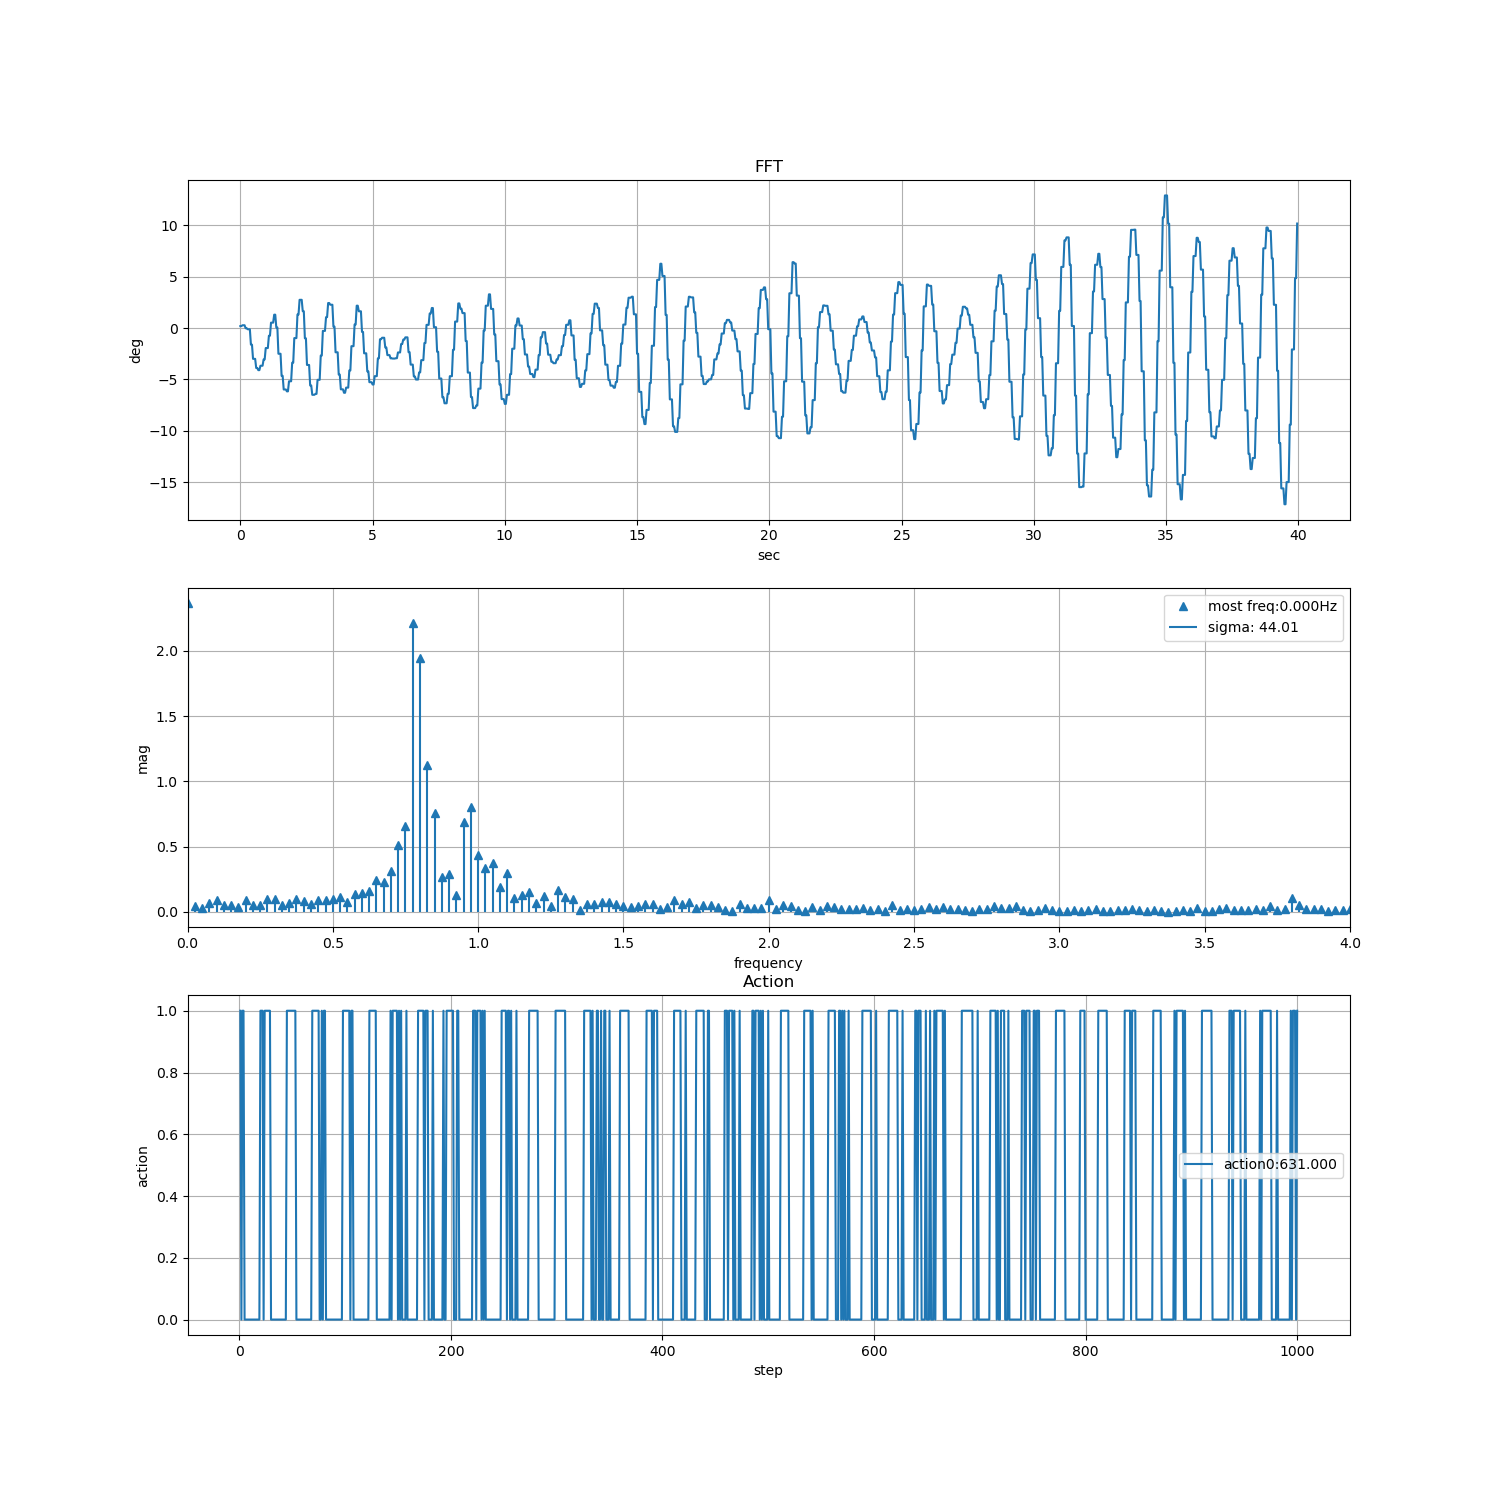 FFT
10
5
0
−5
−10
−15
deg
0 5 10 15 20 25 30 35 40
sec
most freq:0.000Hz
sigma: 44.01
2.0
1.5
1.0
0.5
0.0
mag
0.0 0.5 1.0 1.5 2.0 2.5 3.0 3.5 4.0
frequency
Action
1.0
0.8
0.6
0.4
0.2
0.0
action
action0:631.000
0 200 400 600 800 1000
step